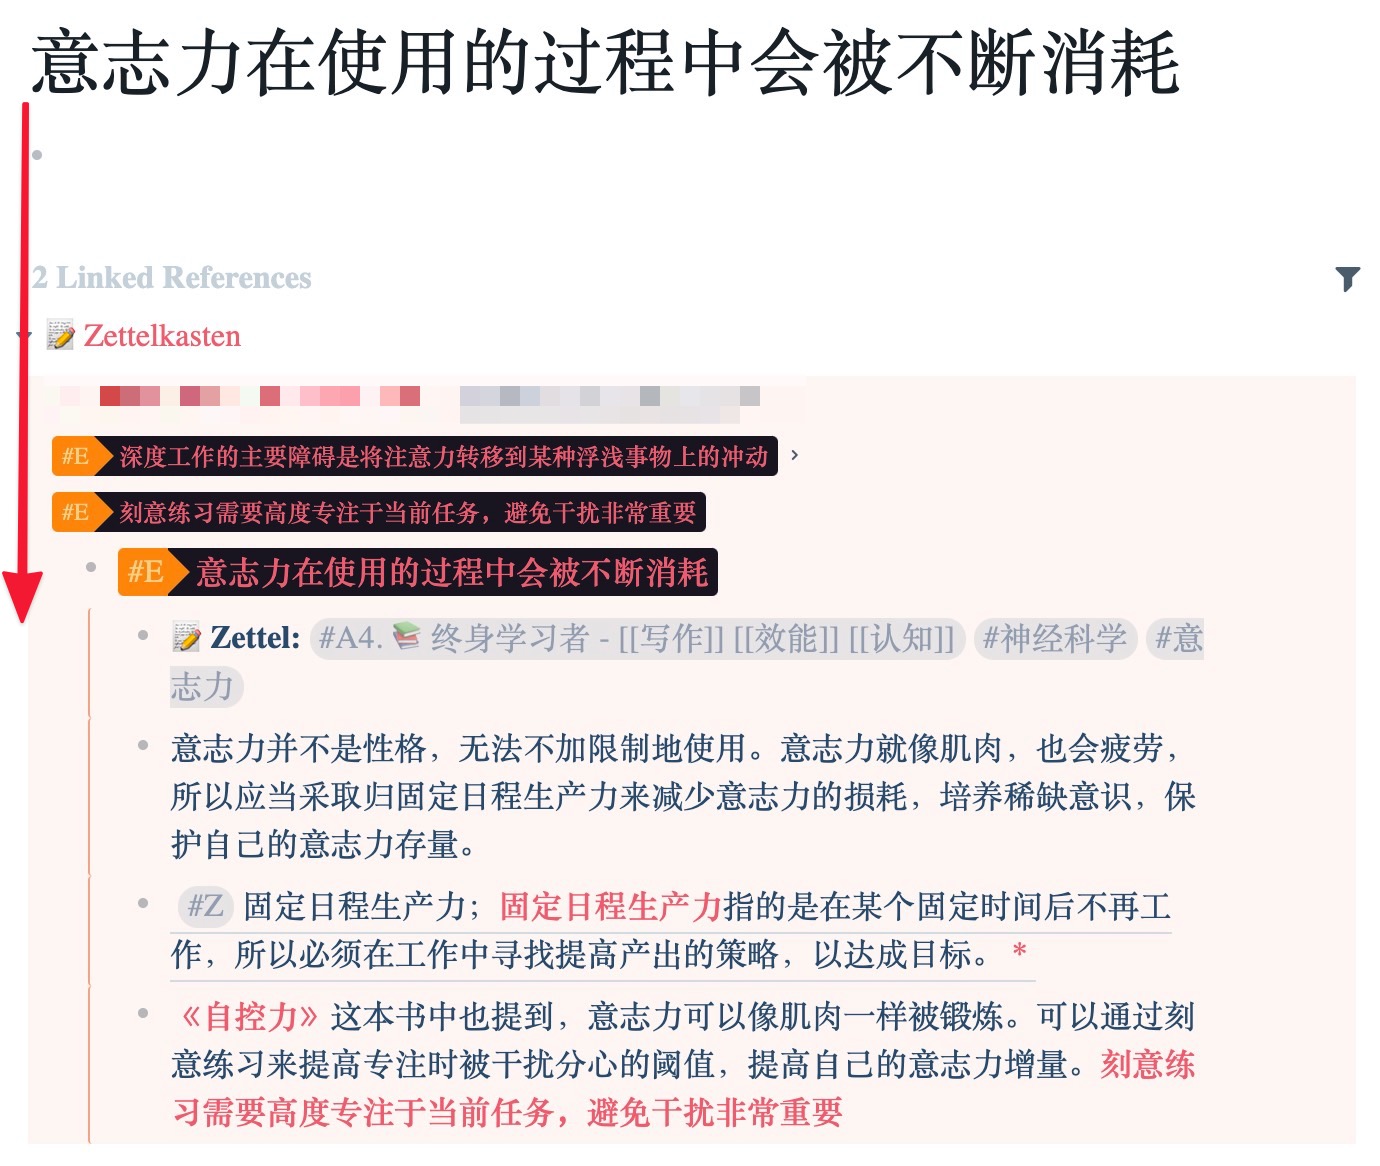 意志力在使用的过程中会被不断消耗
2 Linked References
Zettelkasten
#E 深度工作的主要障碍是将注意力转移到某种浮浅事物上的冲动 ›
#E 刻意练习需要高度专注于当前任务，避免干扰非常重要
#E 意志力在使用的过程中会被不断消耗
Zettel: #A4. 📚 终身学习者 - [[写作]] [[效能]] [[认知]] #神经科学 #意
志力
意志力并不是性格，无法不加限制地使用。意志力就像肌肉，也会疲劳，
所以应当采取归固定日程生产力来减少意志力的损耗，培养稀缺意识，保
护自己的意志力存量。
#Z 固定日程生产力；固定日程生产力指的是在某个固定时间后不再工
作，所以必须在工作中寻找提高产出的策略，以达成目标。 *
《自控力》这本书中也提到，意志力可以像肌肉一样被锻炼。可以通过刻
意练习来提高专注时被干扰分心的阈值，提高自己的意志力增量。刻意练
习需要高度专注于当前任务，避免干扰非常重要